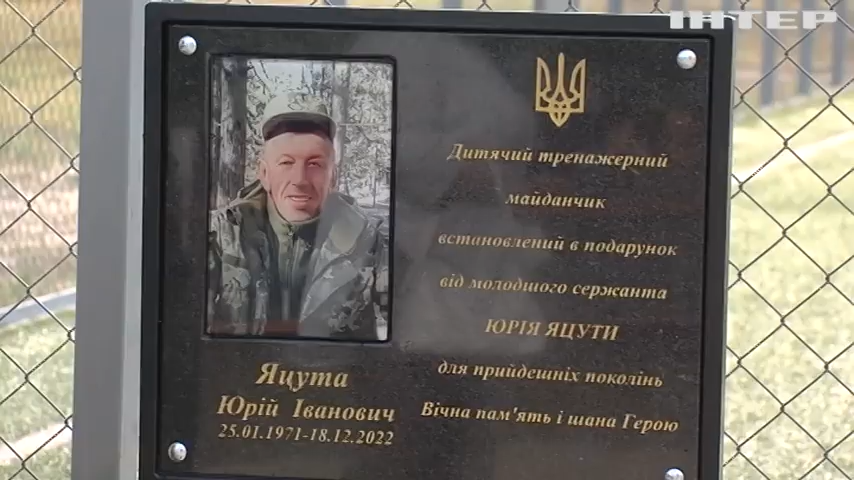 ІНТЕР
Дитячий тренажерний
майданчик
встановлений в подарунок
від молодшого сержанта
ЮРІЯ ЯЦУТИ
для прийдешніх поколінь
Вічна пам'ять і шана Герою
Яцута
Юрій Іванович
25.01.1971-18.12.2022